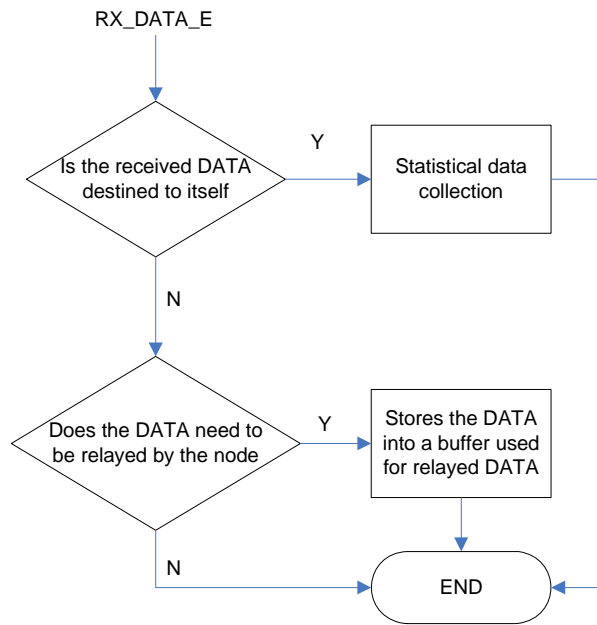 RX_DATA_E
Is the received DATA
destined to itself
Y
Statistical data
collection
N
Does the DATA need to
be relayed by the node
Y
Stores the DATA
into a buffer used
for relayed DATA
N
END